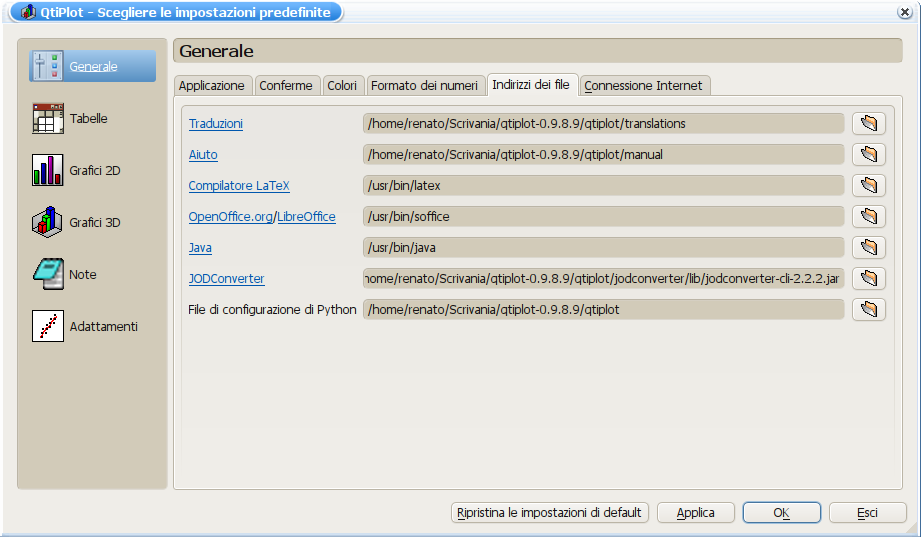 QtiPlot - Scegliere le impostazioni predefinite
Generale
Tabelle
Grafici 2D
Grafici 3D
Note
Adattamenti
Generale
Applicazione
Conferme
Colori
Formato dei numeri
Indirizzi dei file
Connessione Internet
Traduzioni
/home/renato/Scrivania/qtiplot-0.9.8.9/qtiplot/translations
Aiuto
/home/renato/Scrivania/qtiplot-0.9.8.9/qtiplot/manual
Compilatore LaTeX
/usr/bin/latex
OpenOffice.org/LibreOffice
/usr/bin/soffice
Java
/usr/bin/java
JODConverter
home/renato/Scrivania/qtiplot-0.9.8.9/qtiplot/jodconverter/lib/jodconverter-cli-2.2.2.jar
File di configurazione di Python
/home/renato/Scrivania/qtiplot-0.9.8.9/qtiplot
Ripristina le impostazioni di default
Applica
OK
Esci